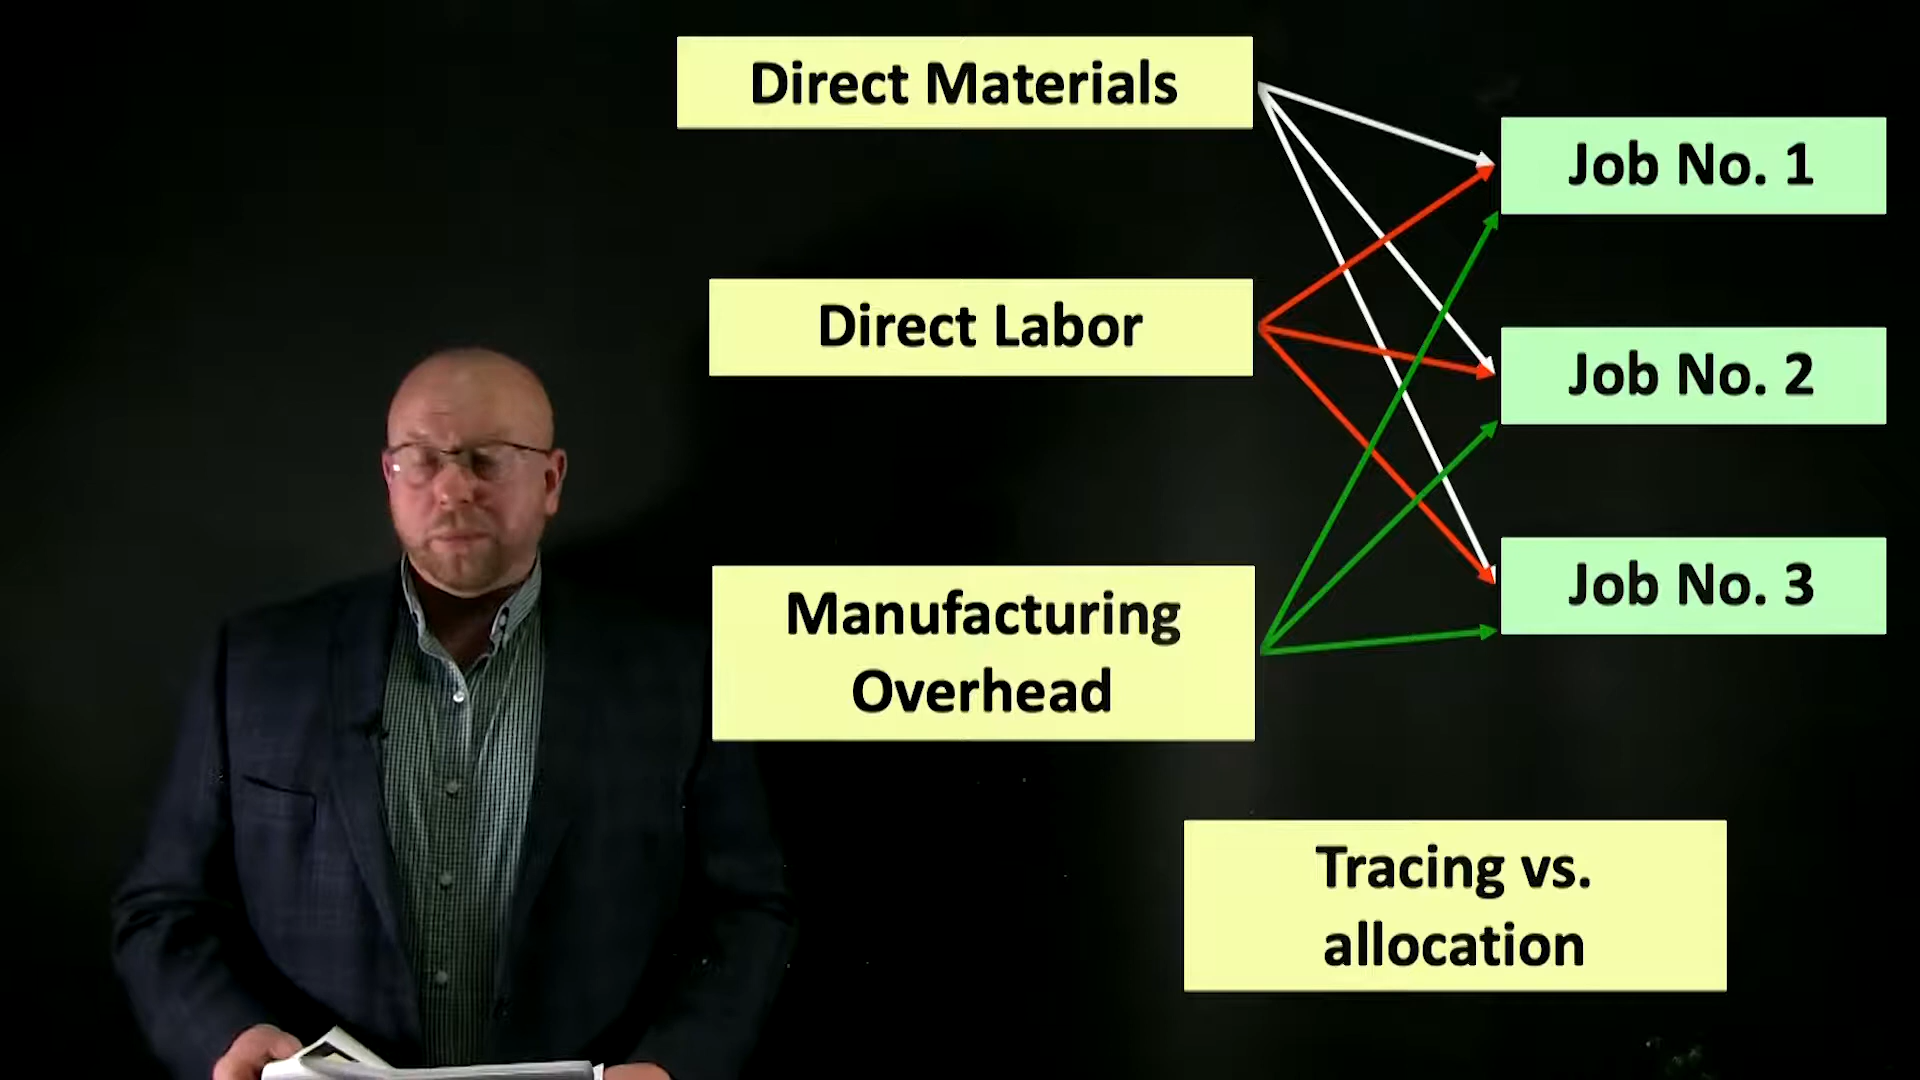 Direct Materials
Job No. 1
Direct Labor
Job No. 2
Manufacturing
Overhead
Job No. 3
Tracing vs.
allocation